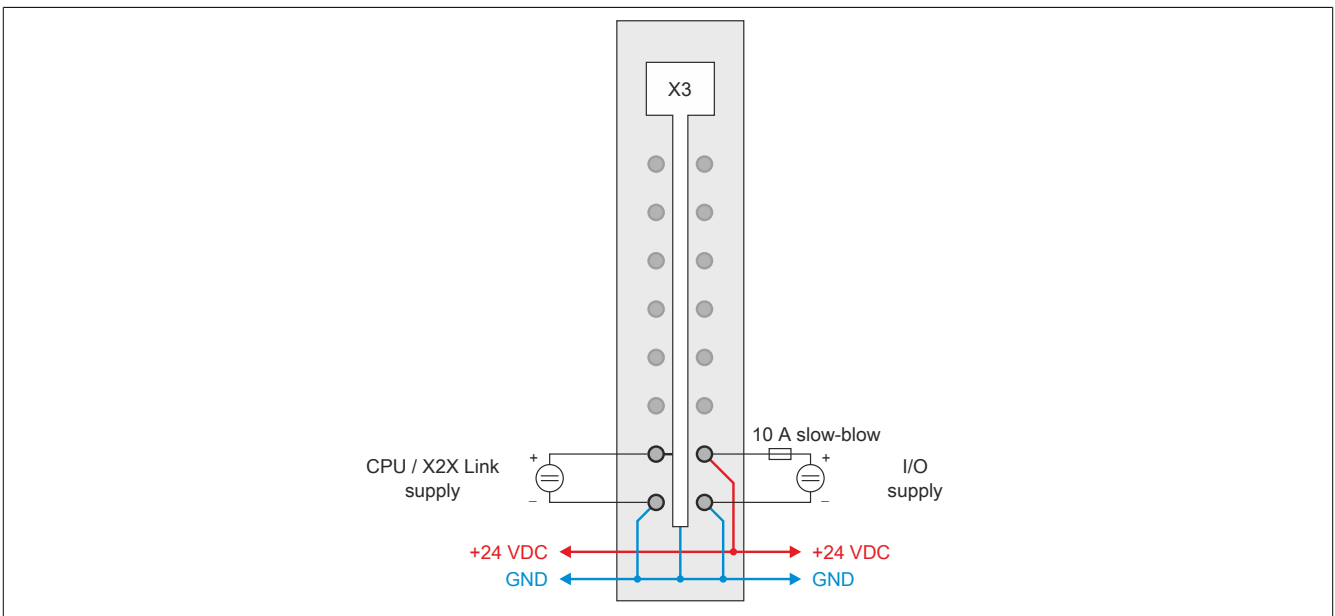 X3
10 A slow-blow
CPU / X2X Link
supply
+
–
+
–
I/O
supply
+24 VDC
+24 VDC
GND
GND